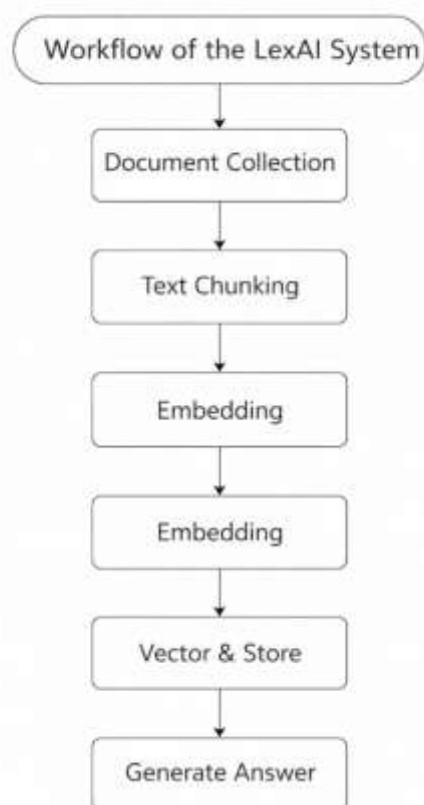 Workflow of the LexAI System
Document Collection
Text Chunking
Embedding
Embedding
Vector & Store
Generate Answer